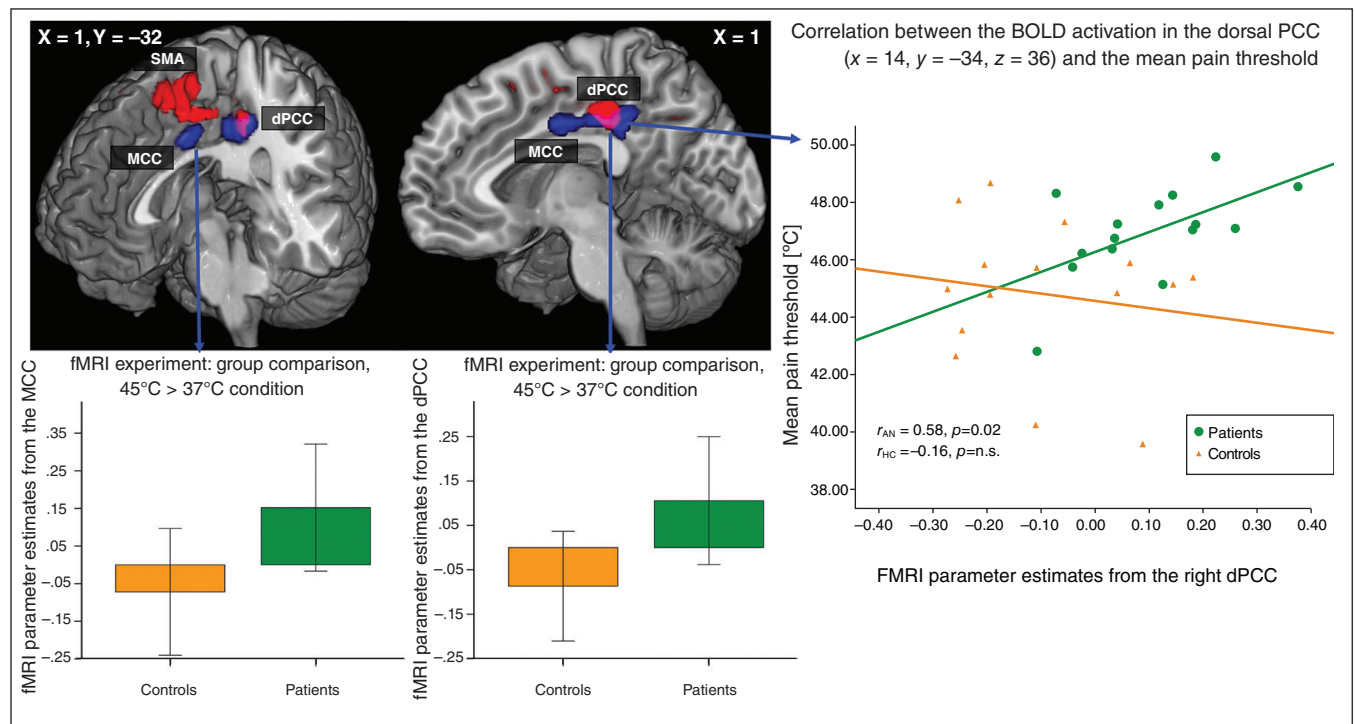 X = 1, Y = –32
SMA
dPCC
MCC
X = 1
dPCC
MCC
fMRI experiment: group comparison,
45°C > 37°C condition
fMRI parameter estimates from the MCC
.35
.25
.15
.05
-.05
-.15
-.25
Controls
Patients
fMRI experiment: group comparison,
45°C > 37°C condition
fMRI parameter estimates from the dPCC
.25
.15
.05
-.05
-.15
-.25
Controls
Patients
Correlation between the BOLD activation in the dorsal PCC
(x = 14, y = –34, z = 36) and the mean pain threshold
Mean pain threshold [°C]
50.00
48.00
46.00
44.00
42.00
40.00
38.00
rAN = 0.58, p=0.02
rHC =–0.16, p=n.s.
Patients
Controls
–0.40 –0.30 –0.20 –0.10 0.00 0.10 0.20 0.30 0.40
FMRI parameter estimates from the right dPCC